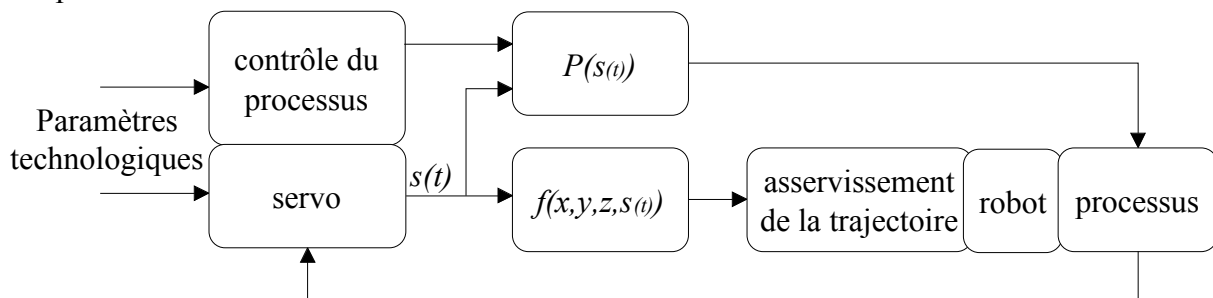 contrôle du
processus
P(s(t))
Paramètres
technologiques
servo
s(t)
f(x,y,z,s(t))
asservissement
de la trajectoire
robot
processus